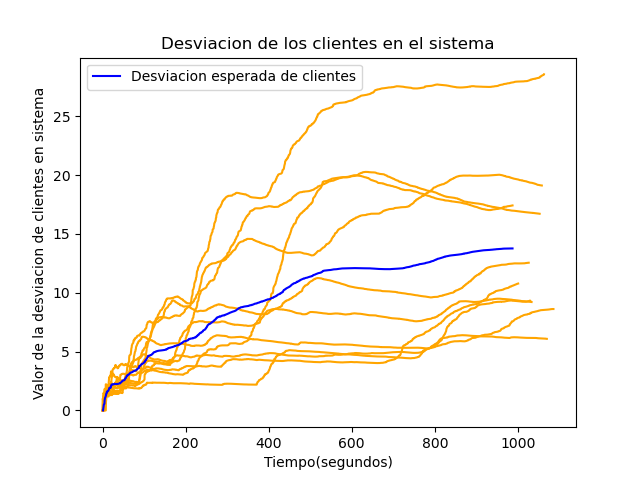 Desviacion de los clientes en el sistema
Desviacion esperada de clientes
Valor de la desviacion de clientes en sistema
25
20
15
10
5
0
0 200 400 600 800 1000
Tiempo(segundos)